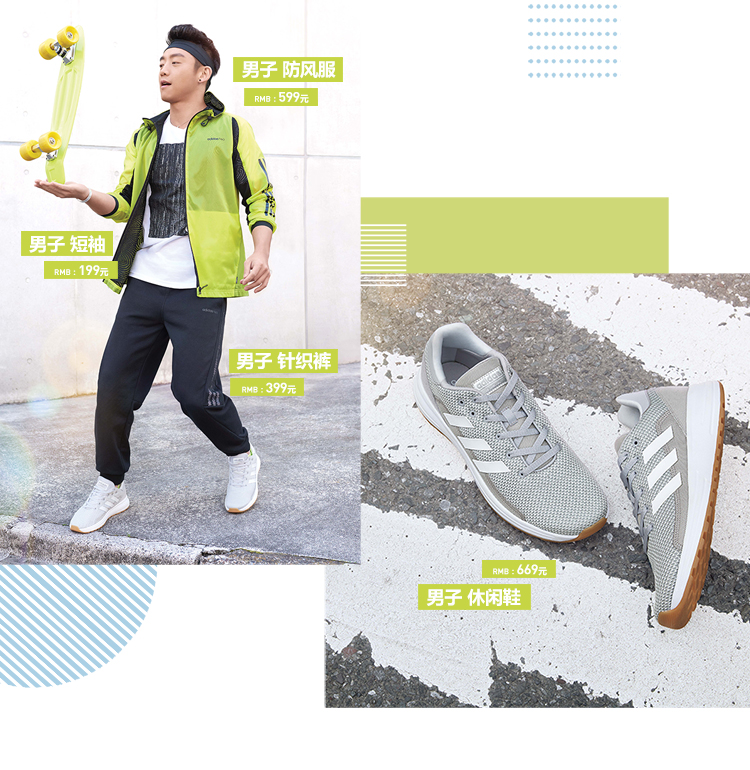 男子 防风服
RMB : 599元
男子 短袖
RMB : 199元
男子 针织裤
RMB : 399元
RMB : 669元
男子 休闲鞋